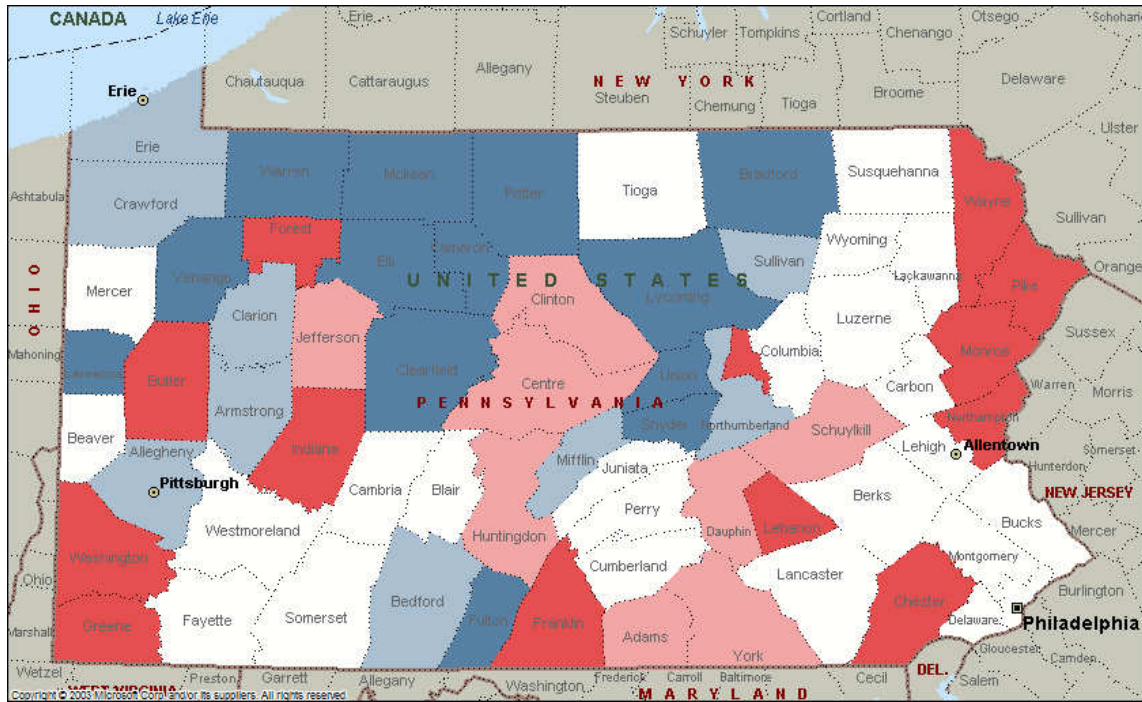 CANADA
Lake Erie
Erie
Cortland
Otsego
Schohari
Schuyler
Tompkins
Chenango
Chautauqua
Cattaraugus
Allegany
NEW YORK
Steuben
Chemung
Tioga
Broome
Delaware
Ulster
Erie
Erie
Ashtabula
Crawford
Warren
Mckean
Potter
Tioga
Bradford
Susquehanna
Wayne
Sullivan
OHIO
Mercer
Venango
Forest
Elk
Cameron
UNITED STATES
Clinton
Lycoming
Sullivan
Wyoming
Lackawanna
Pike
Orange
Mahoning
Lawrence
Butler
Clarion
Jefferson
Clearfield
Centre
Union
Columbia
Luzerne
Monroe
Sussex
PENNSYLVANIA
Beaver
Armstrong
Indiana
Snyder
Northumberland
Schuylkill
Carbon
Northampton
Warren
Morris
Allegheny
Pittsburgh
Westmoreland
Cambria
Blair
Mifflin
Juniata
Perry
Dauphin
Lebanon
Berks
Lehigh
Allentown
Hunterdon
Somerset
NEW JERSEY
Washington
Huntingdon
Cumberland
Lancaster
Montgomery
Bucks
Mercer
Ohio
Marshall
Greene
Fayette
Somerset
Bedford
Fulton
Franklin
Adams
York
Chester
Delaware
Philadelphia
Burlington
Gloucester
Camden
Wetzel
WEST VIRGINIA
Preston
Garrett
Allegany
Washington
Frederick
Carroll
Baltimore
MARYLAND
Cecil
DEL.
Salem
Copyright © 2003 Microsoft Corp. and/or its suppliers. All rights reserved.